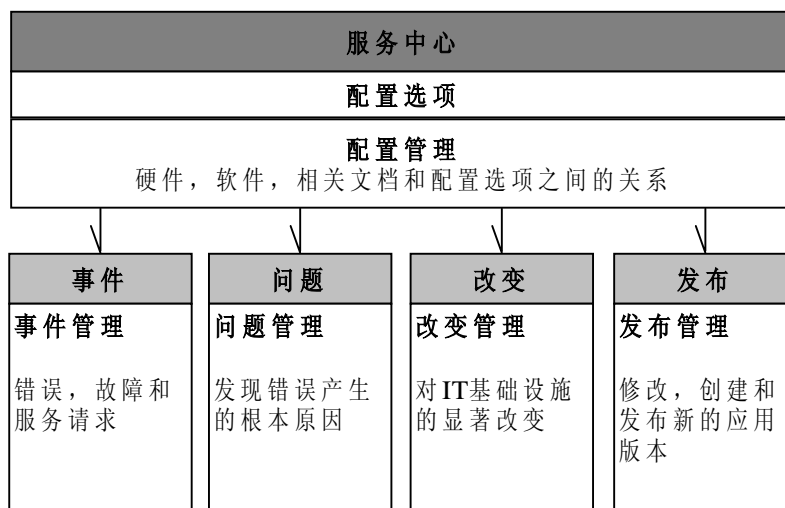 服务中心
配置选项
配置管理
硬件，软件，相关文档和配置选项之间的关系
事件
事件管理
错误，故障和
服务请求
问题
问题管理
发现错误产生
的根本原因
改变
改变管理
对IT基础设施
的显著改变
发布
发布管理
修改，创建和
发布新的应用
版本